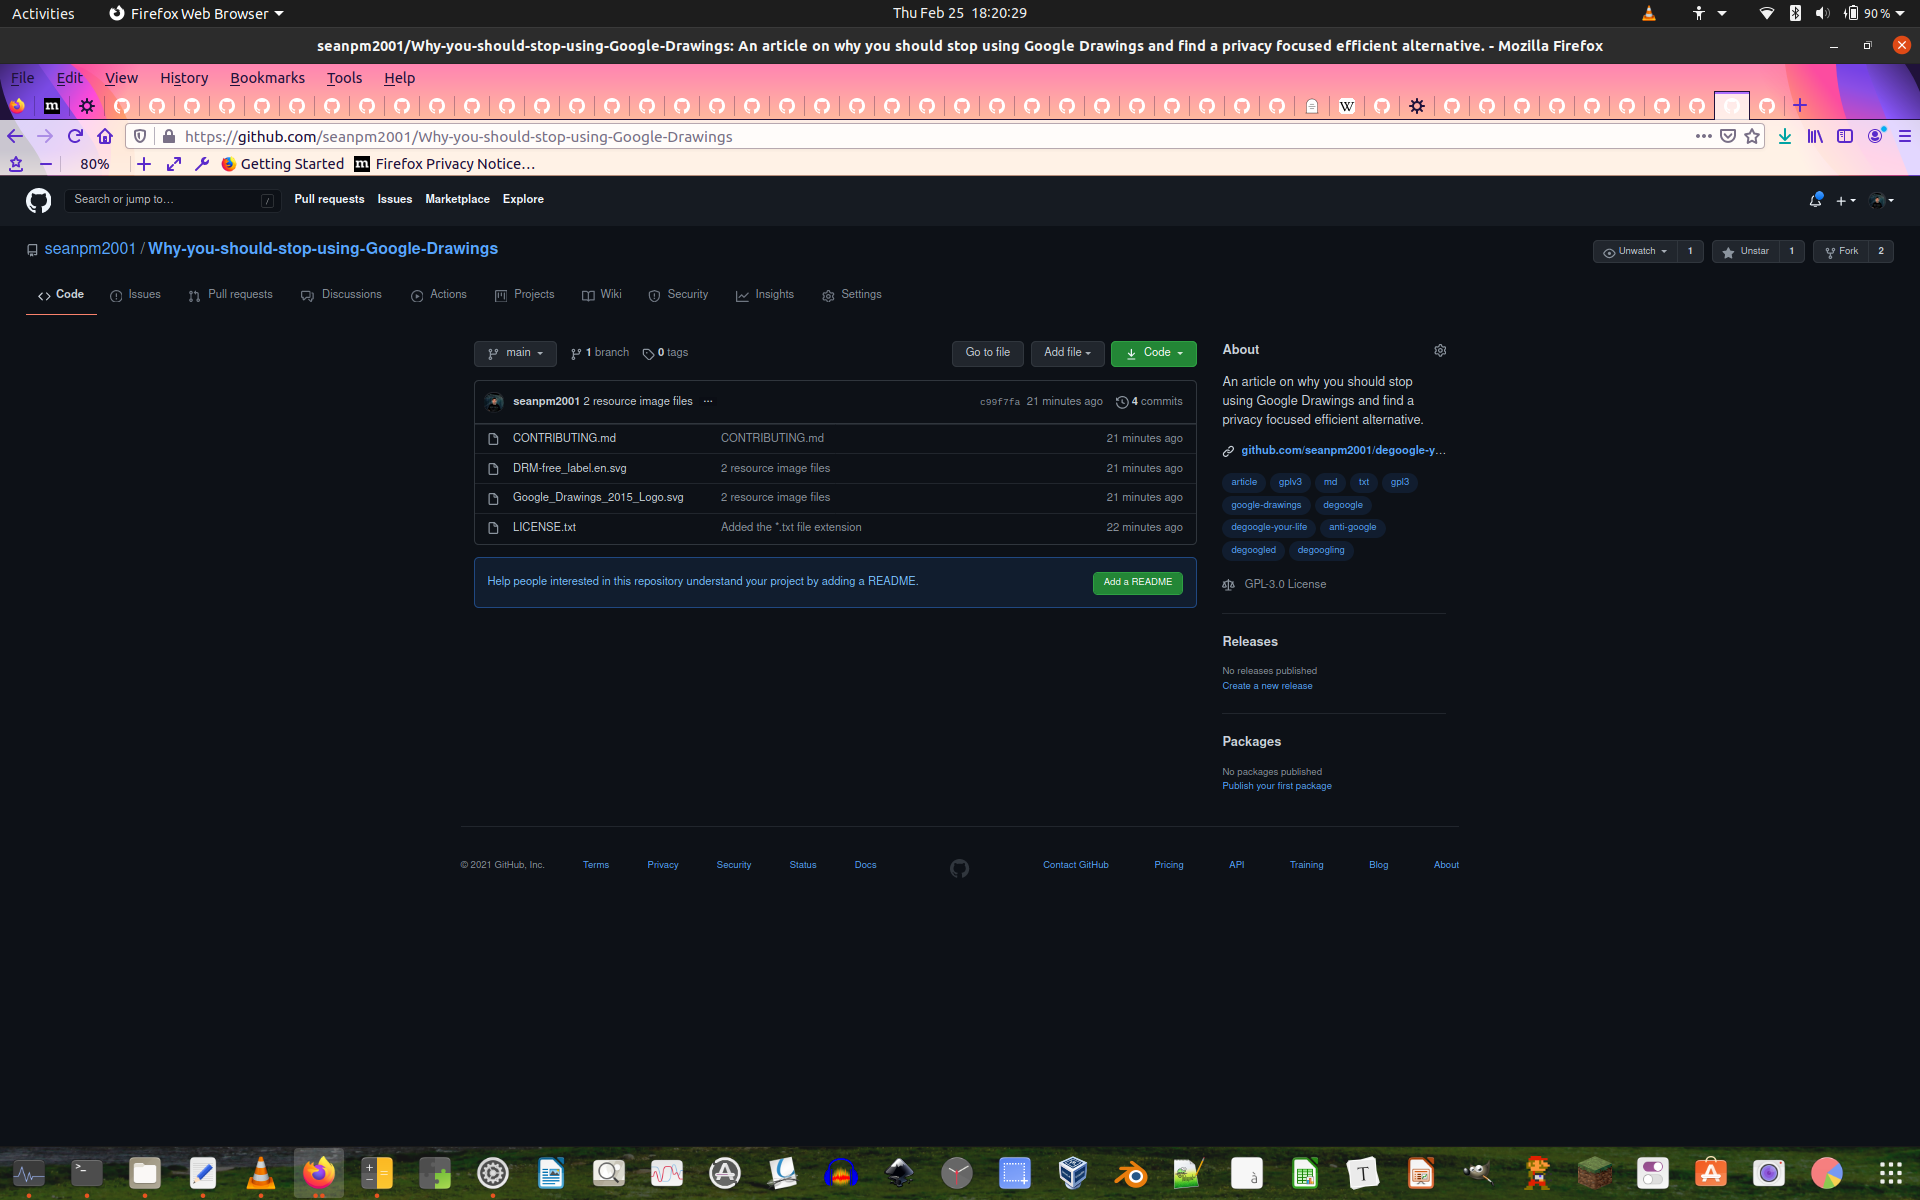 Activities Firefox Web Browser Thu Feb 25 18:20:29 90 %
seanpm2001/Why-you-should-stop-using-Google-Drawings: An article on why you should stop using Google Drawings and find a privacy focused efficient alternative. - Mozilla Firefox
File Edit View History Bookmarks Tools Help
https://github.com/seanpm2001/Why-you-should-stop-using-Google-Drawings
80% Getting Started Firefox Privacy Notice…
Search or jump to… / Pull requests Issues Marketplace Explore
seanpm2001 / Why-you-should-stop-using-Google-Drawings Unwatch 1 Unstar 1 Fork 2
Code Issues Pull requests Discussions Actions Projects Wiki Security Insights Settings
main 1 branch 0 tags Go to file Add file Code
seanpm2001 2 resource image files ... c99f7fa 21 minutes ago 4 commits
CONTRIBUTING.md CONTRIBUTING.md 21 minutes ago
DRM-free_label.en.svg 2 resource image files 21 minutes ago
Google_Drawings_2015_Logo.svg 2 resource image files 21 minutes ago
LICENSE.txt Added the *.txt file extension 22 minutes ago
Help people interested in this repository understand your project by adding a README. Add a README
About
An article on why you should stop
using Google Drawings and find a
privacy focused efficient alternative.
github.com/seanpm2001/degoogle-y…
article gplv3 md txt gpl3
google-drawings degoogle
degoogle-your-life anti-google
degoogled degoogling
GPL-3.0 License
Releases
No releases published
Create a new release
Packages
No packages published
Publish your first package
© 2021 GitHub, Inc. Terms Privacy Security Status Docs Contact GitHub Pricing API Training Blog About